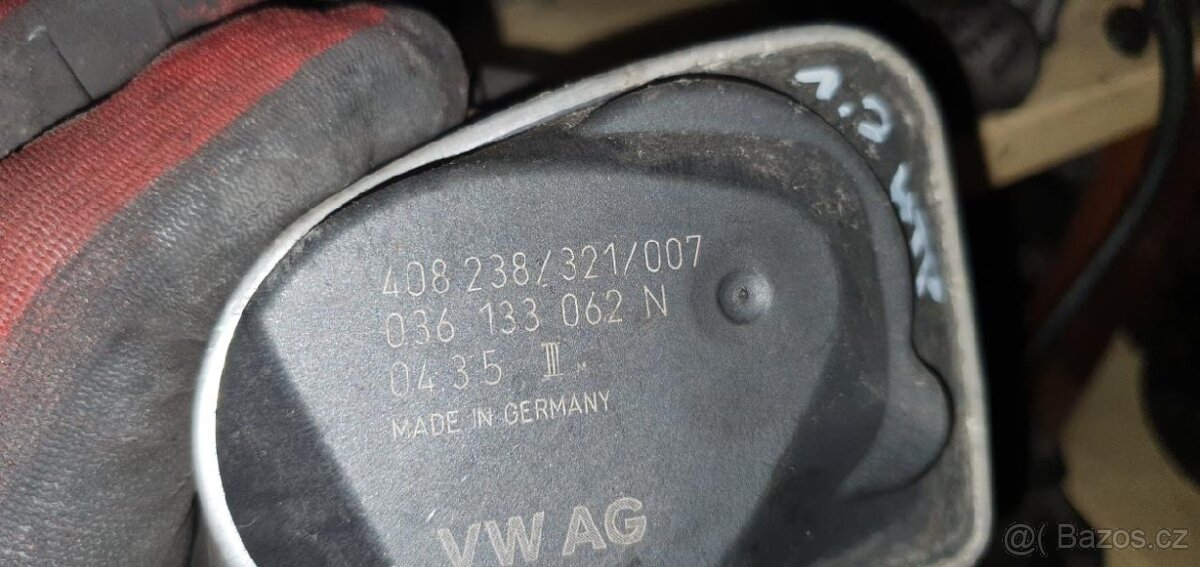 408 238/321/007
036 133 062 N
0435 III M
MADE IN GERMANY
VW AG
1.2
Bazos.cz